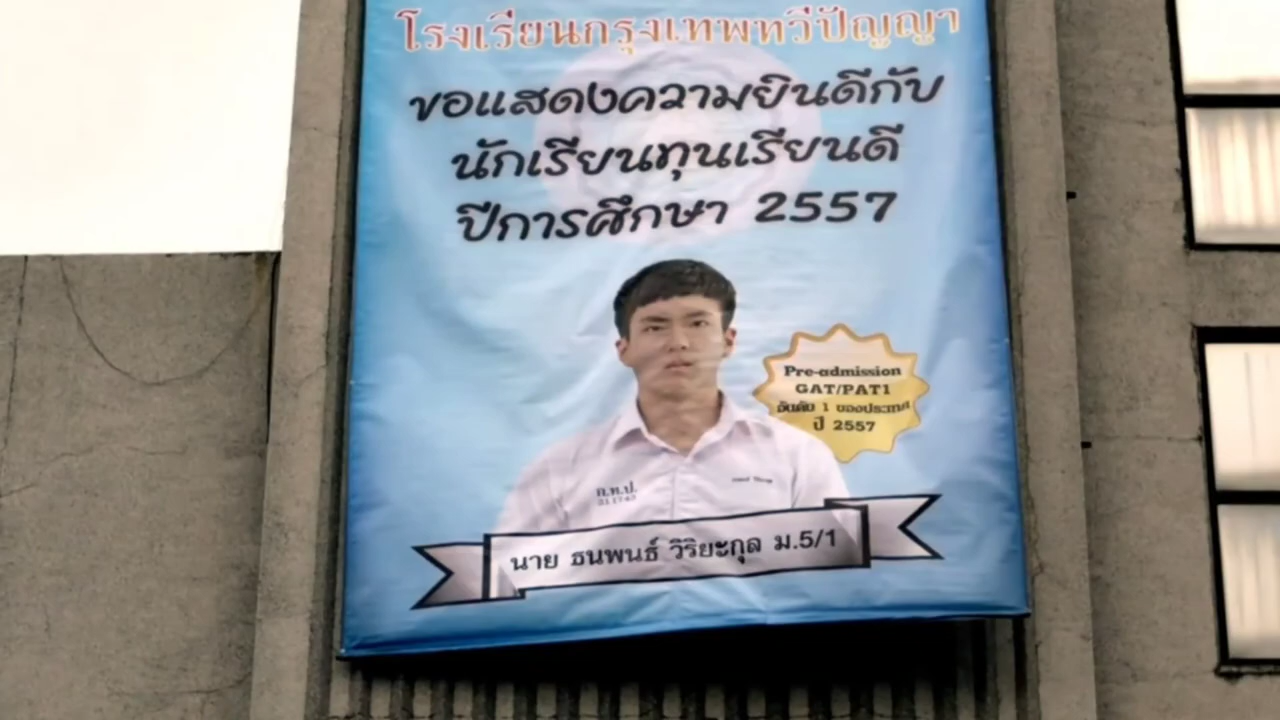 โรงเรียนกรุงเทพทวีปัญญา
ขอแสดงความยินดีกับ
นักเรียนทุนเรียนดี
ปีการศึกษา 2557
Pre-admission
GAT/PAT1
อันดับ 1 ของประเทศ
ปี 2557
ก.ท.ป.
นาย ธนพนธ์ วิริยะกุล ม.5/1